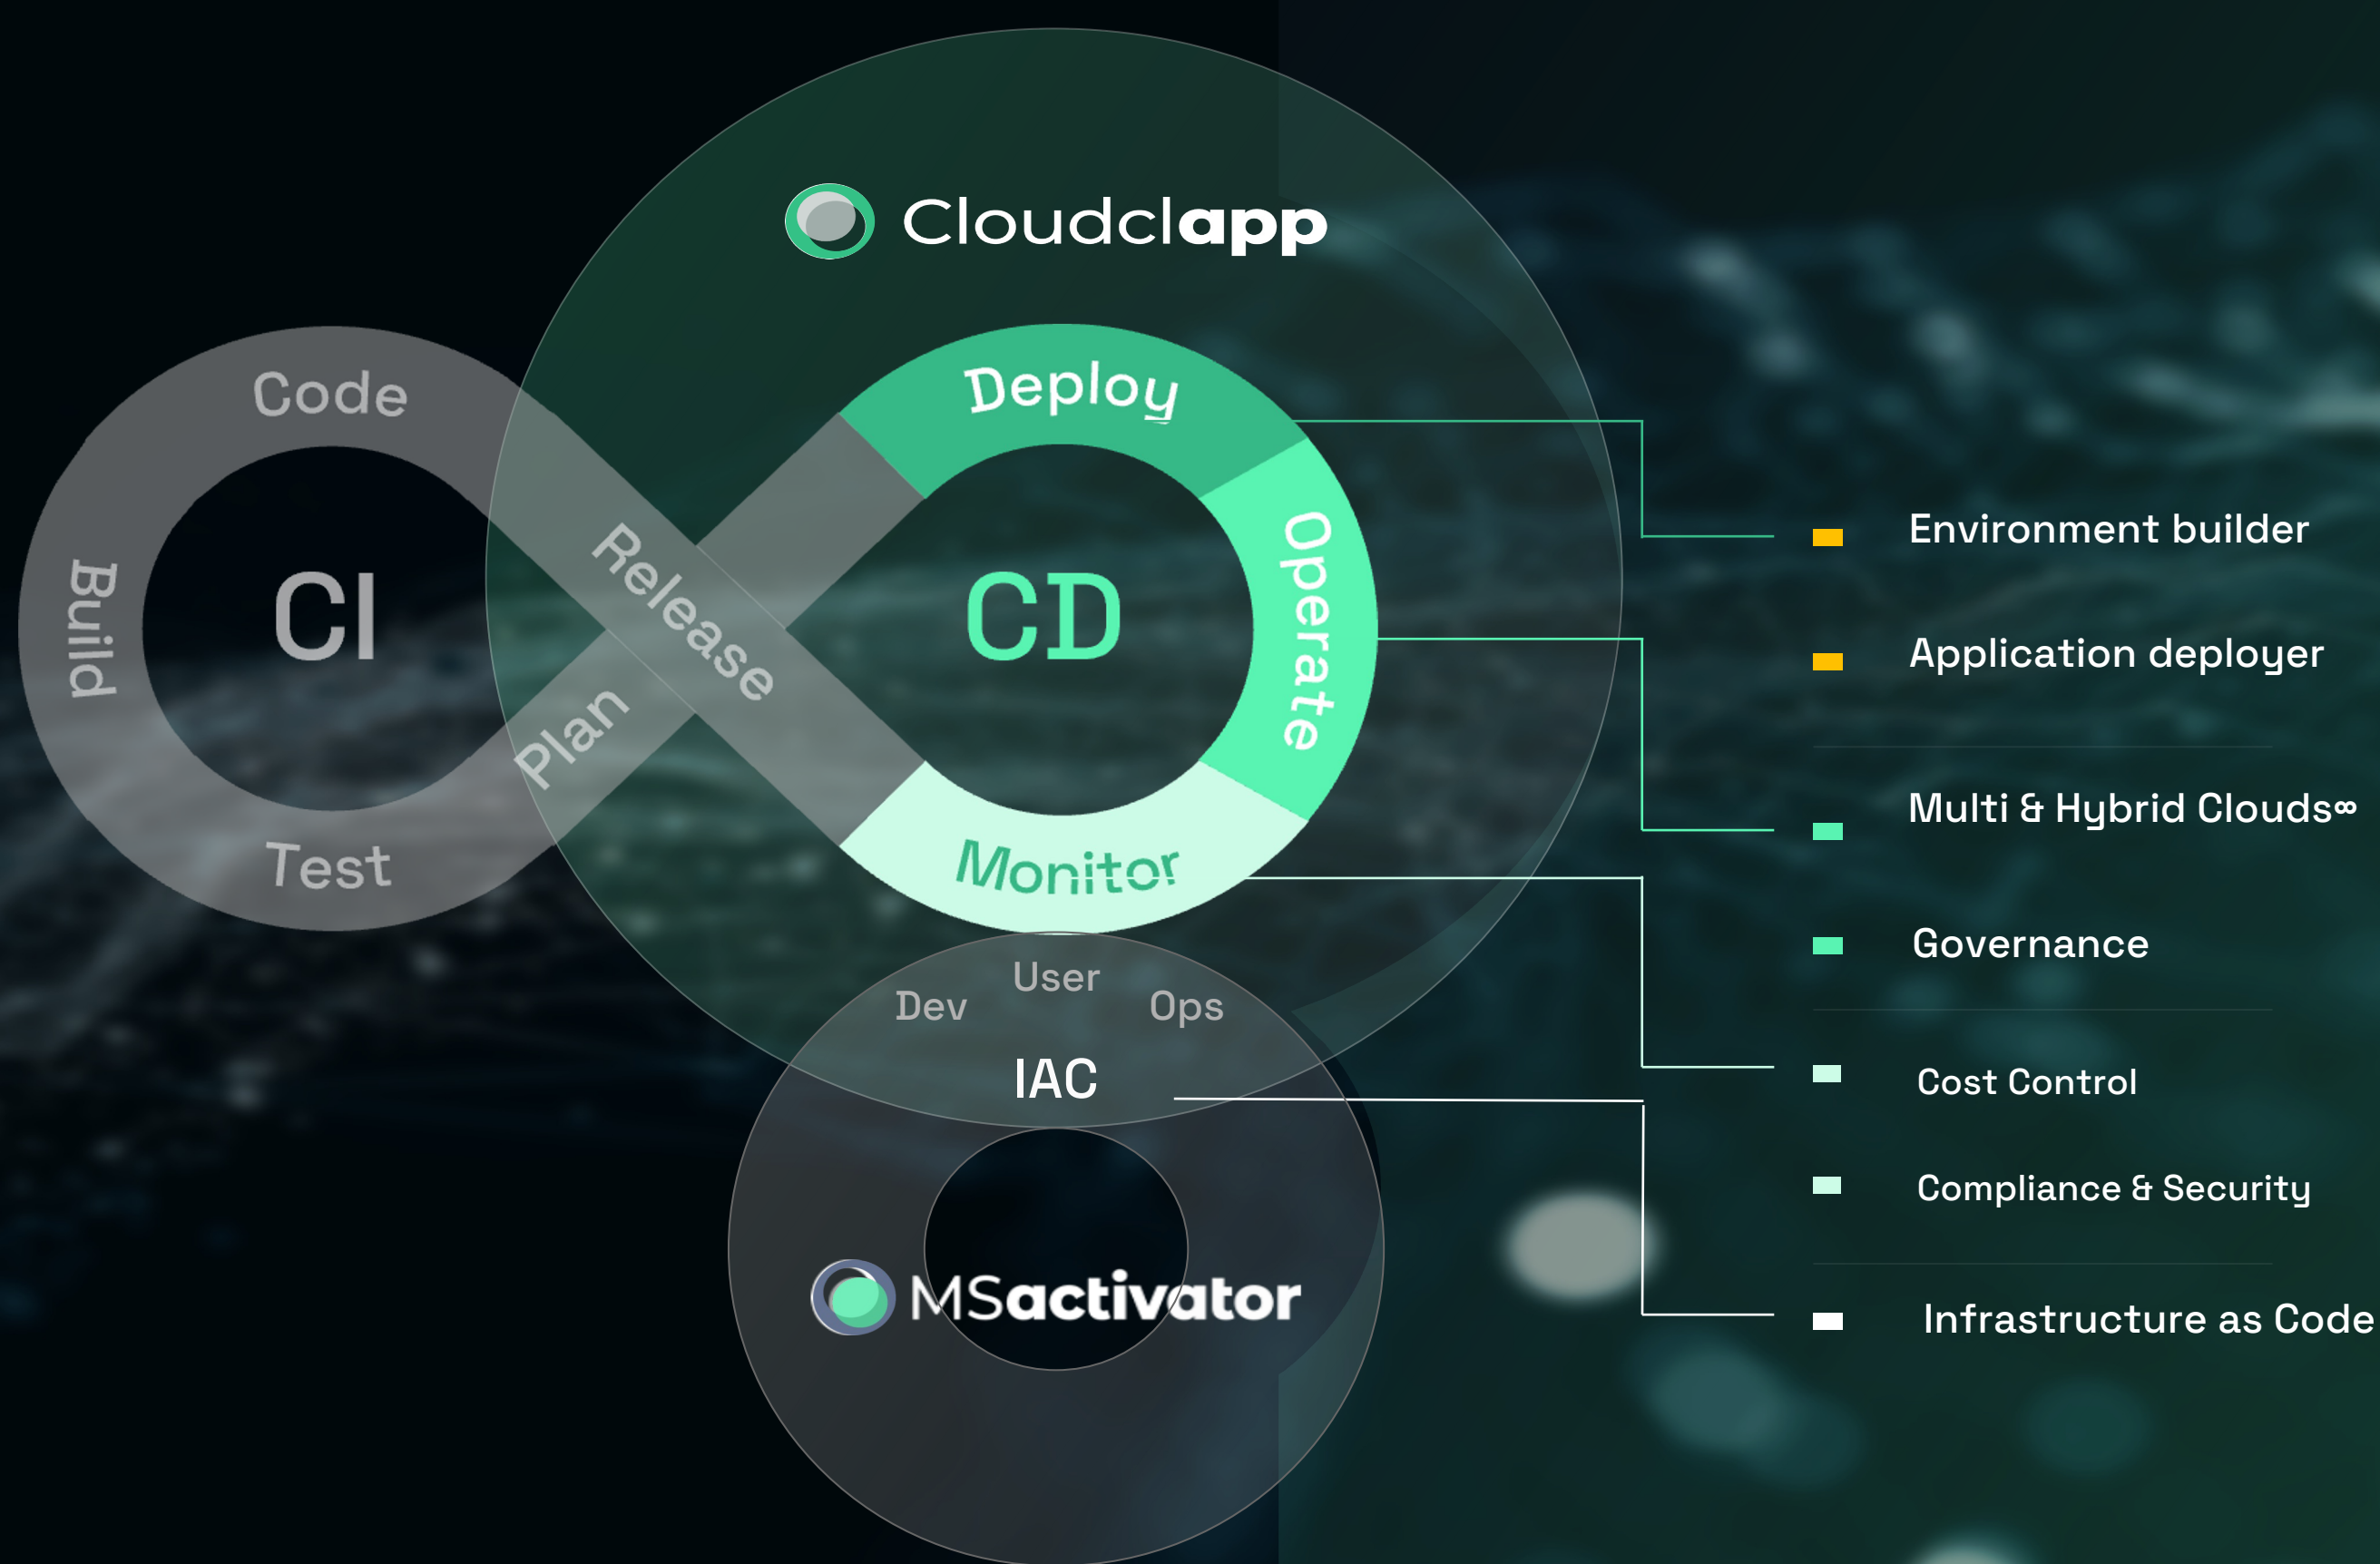 Cloudclapp
Code
Build
CI
Test
Release
Plan
Deploy
CD
Operate
Monitor
User
Dev
Ops
IAC
MSactivator
Environment builder
Application deployer
Multi & Hybrid Clouds∞
Governance
Cost Control
Compliance & Security
Infrastructure as Code